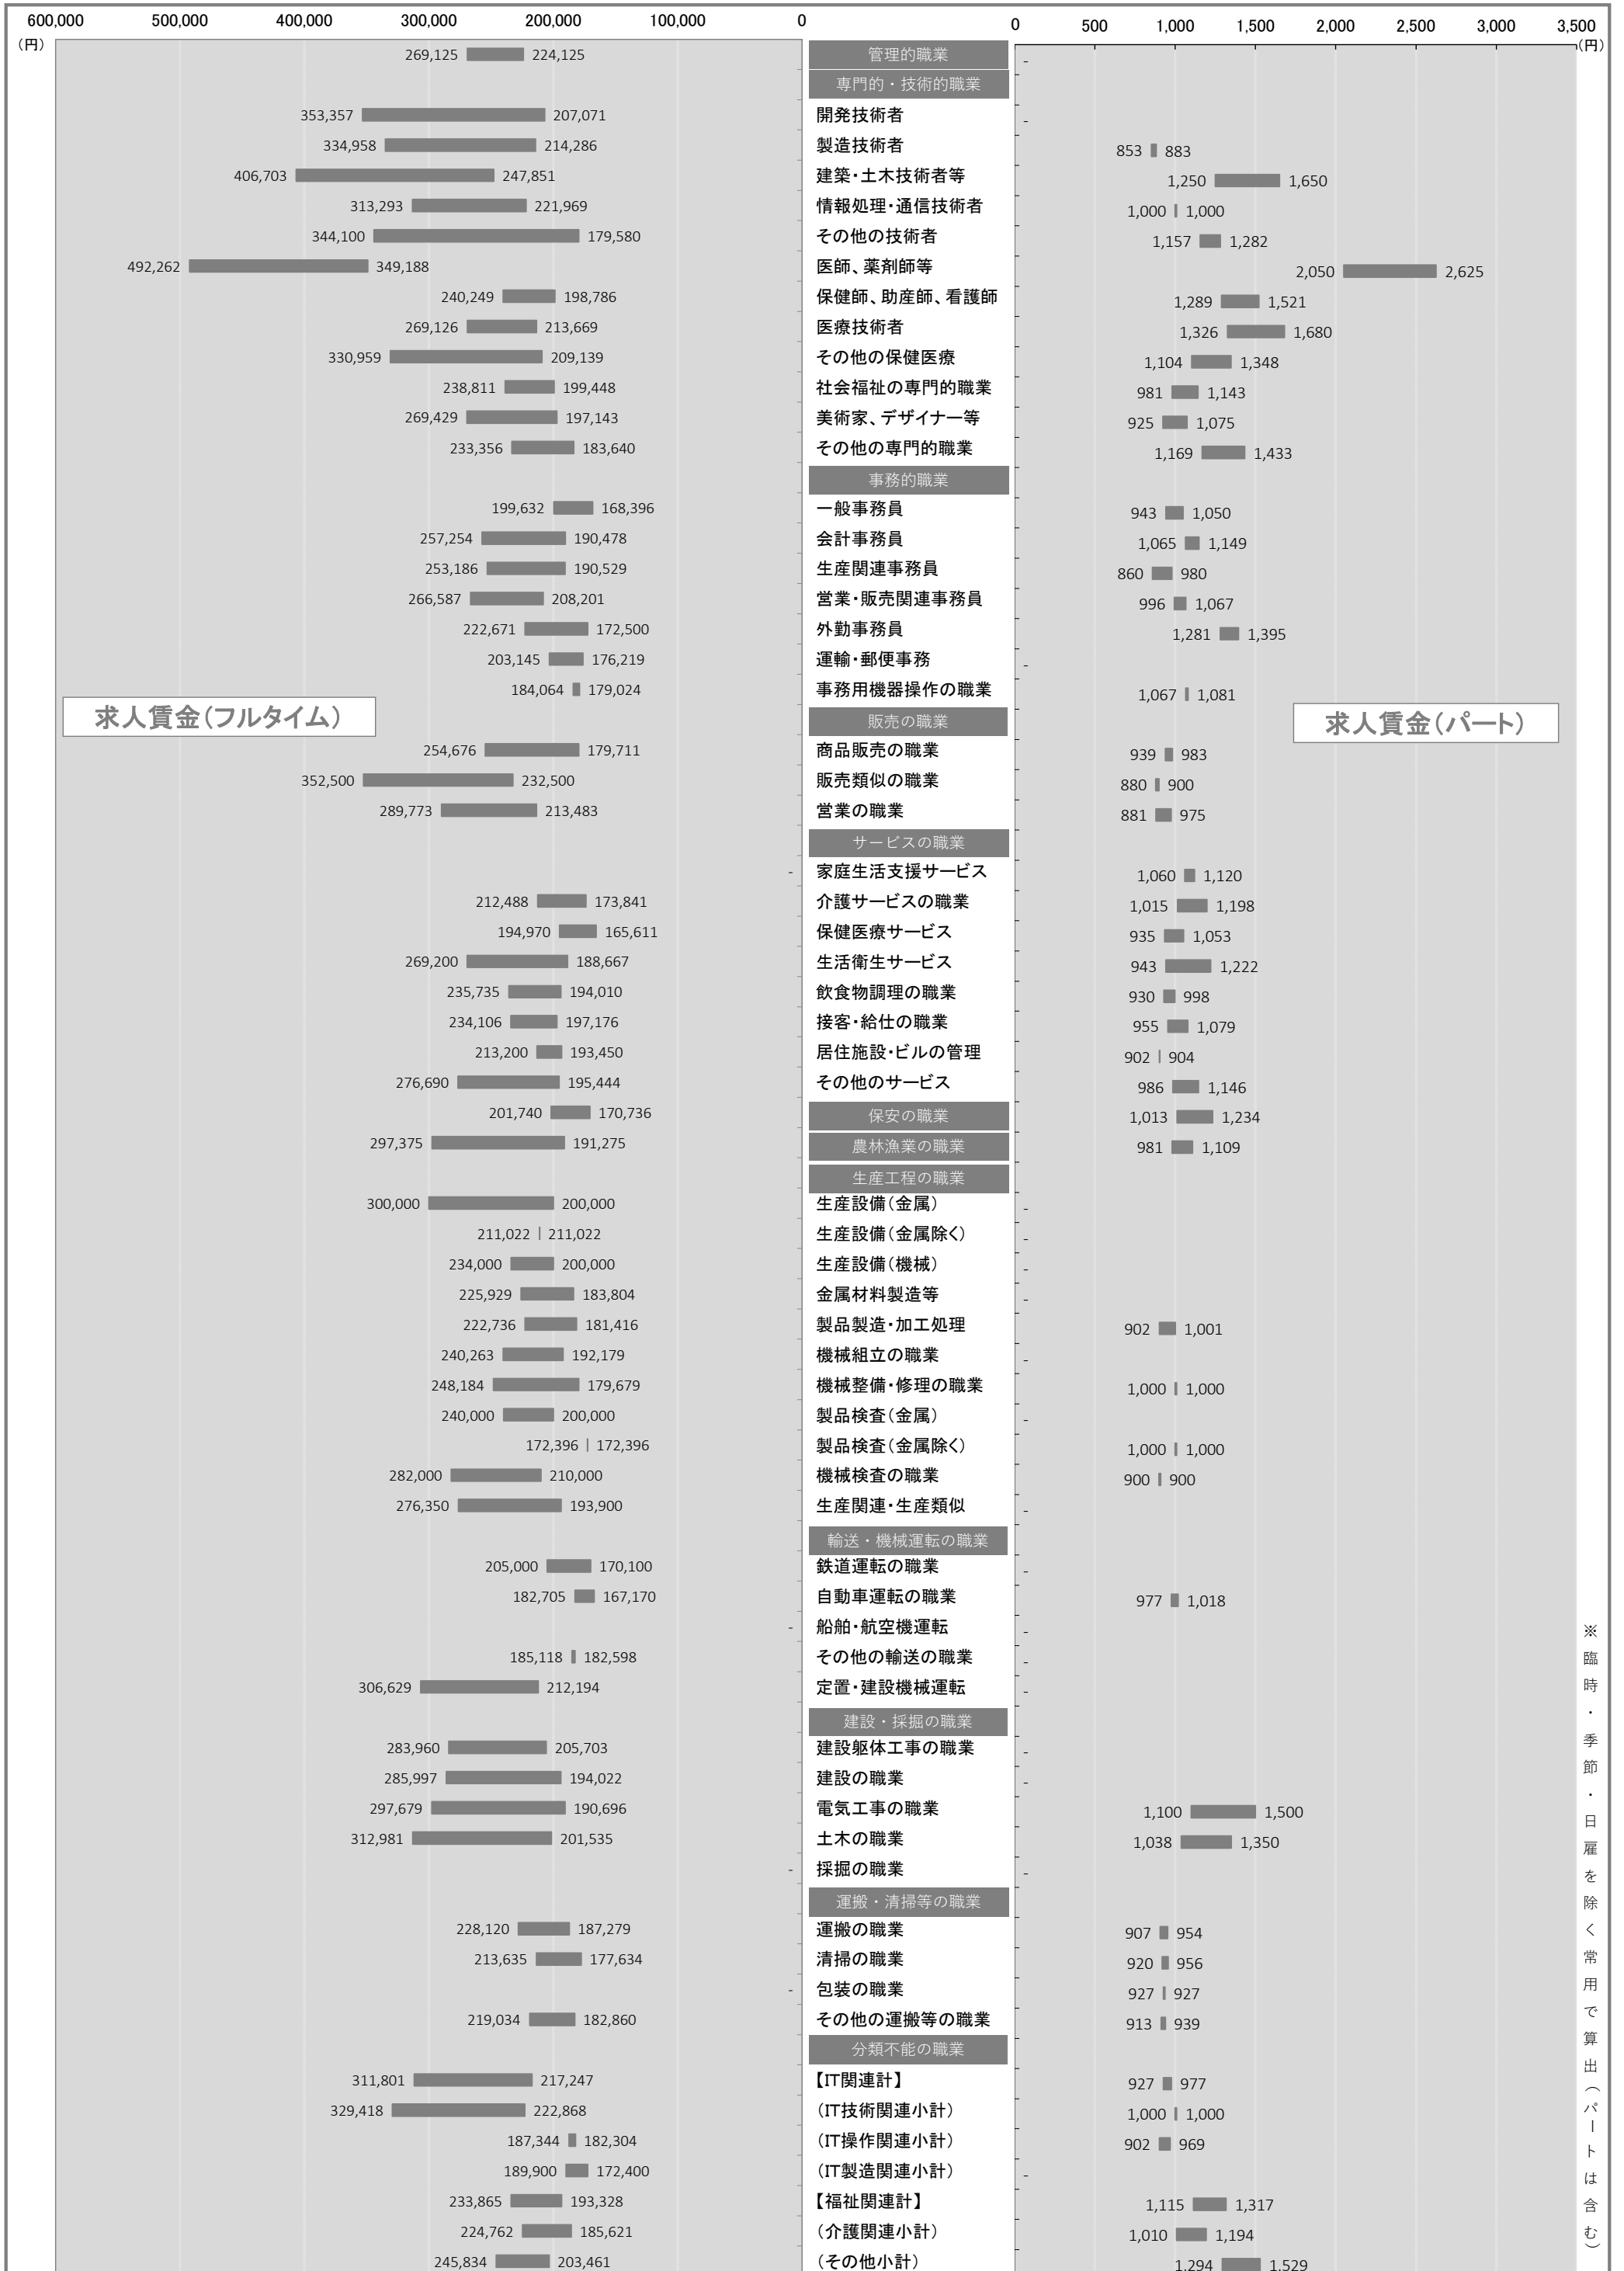 600,000 500,000 400,000 300,000 200,000 100,000 0 0 500 1,000 1,500 2,000 2,500 3,000 3,500
（円） （円）
269,125 224,125 管理的職業 -
専門的・技術的職業
353,357 207,071 開発技術者 -
334,958 214,286 製造技術者 853 883
406,703 247,851 建築・土木技術者等 1,250 1,650
313,293 221,969 情報処理・通信技術者 1,000 1,000
344,100 179,580 その他の技術者 1,157 1,282
492,262 349,188 医師、薬剤師等 2,050 2,625
240,249 198,786 保健師、助産師、看護師 1,289 1,521
269,126 213,669 医療技術者 1,326 1,680
330,959 209,139 その他の保健医療 1,104 1,348
238,811 199,448 社会福祉の専門的職業 981 1,143
269,429 197,143 美術家、デザイナー等 925 1,075
233,356 183,640 その他の専門的職業 1,169 1,433
事務的職業
199,632 168,396 一般事務員 943 1,050
257,254 190,478 会計事務員 1,065 1,149
253,186 190,529 生産関連事務員 860 980
266,587 208,201 営業・販売関連事務員 996 1,067
222,671 172,500 外勤事務員 1,281 1,395
203,145 176,219 運輸・郵便事務 -
184,064 179,024 事務用機器操作の職業 1,067 1,081
求人賃金（フルタイム） 販売の職業 求人賃金（パート）
254,676 179,711 商品販売の職業 939 983
352,500 232,500 販売類似の職業 880 900
289,773 213,483 営業の職業 881 975
サービスの職業
- 家庭生活支援サービス 1,060 1,120
212,488 173,841 介護サービスの職業 1,015 1,198
194,970 165,611 保健医療サービス 935 1,053
269,200 188,667 生活衛生サービス 943 1,222
235,735 194,010 飲食物調理の職業 930 998
234,106 197,176 接客・給仕の職業 955 1,079
213,200 193,450 居住施設・ビルの管理 902 904
276,690 195,444 その他のサービス 986 1,146
201,740 170,736 保安の職業 1,013 1,234
297,375 191,275 農林漁業の職業 981 1,109
生産工程の職業
300,000 200,000 生産設備（金属） -
211,022 211,022 生産設備（金属除く） -
234,000 200,000 生産設備（機械） -
225,929 183,804 金属材料製造等 -
222,736 181,416 製品製造・加工処理 902 1,001
240,263 192,179 機械組立の職業 -
248,184 179,679 機械整備・修理の職業 1,000 1,000
240,000 200,000 製品検査（金属） -
172,396 172,396 製品検査（金属除く） 1,000 1,000
282,000 210,000 機械検査の職業 900 900
276,350 193,900 生産関連・生産類似 -
輸送・機械運転の職業
205,000 170,100 鉄道運転の職業 -
182,705 167,170 自動車運転の職業 977 1,018
- 船舶・航空機運転 -
185,118 182,598 その他の輸送の職業 -
306,629 212,194 定置・建設機械運転 -
建設・採掘の職業
283,960 205,703 建設躯体工事の職業 -
285,997 194,022 建設の職業 -
297,679 190,696 電気工事の職業 1,100 1,500
312,981 201,535 土木の職業 1,038 1,350
- 採掘の職業 -
運搬・清掃等の職業
228,120 187,279 運搬の職業 907 954
213,635 177,634 清掃の職業 920 956
- 包装の職業 927 927
219,034 182,860 その他の運搬等の職業 913 939
分類不能の職業
311,801 217,247 【IT関連計】 927 977
329,418 222,868 （IT技術関連小計） 1,000 1,000
187,344 182,304 （IT操作関連小計） 902 969
189,900 172,400 （IT製造関連小計） -
233,865 193,328 【福祉関連計】 1,115 1,317
224,762 185,621 （介護関連小計） 1,010 1,194
245,834 203,461 （その他小計） 1,294 1,529
※臨時・季節・日雇を除く常用で算出（パートは含む）